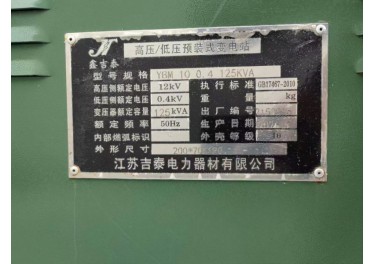 鑫吉泰
高压/低压预装式变电站
型号规格 YBM 10 0.4 125KVA
高压侧额定电压 12kV 执行标准 GB17467-2010
低压侧额定电压 0.4kV 重量 kg
变压器额定容量 125kVA 出厂编号
额定频率 50Hz 生产日期
内部燃弧标识 外壳等级 10
外形尺寸
江苏吉泰电力器材有限公司